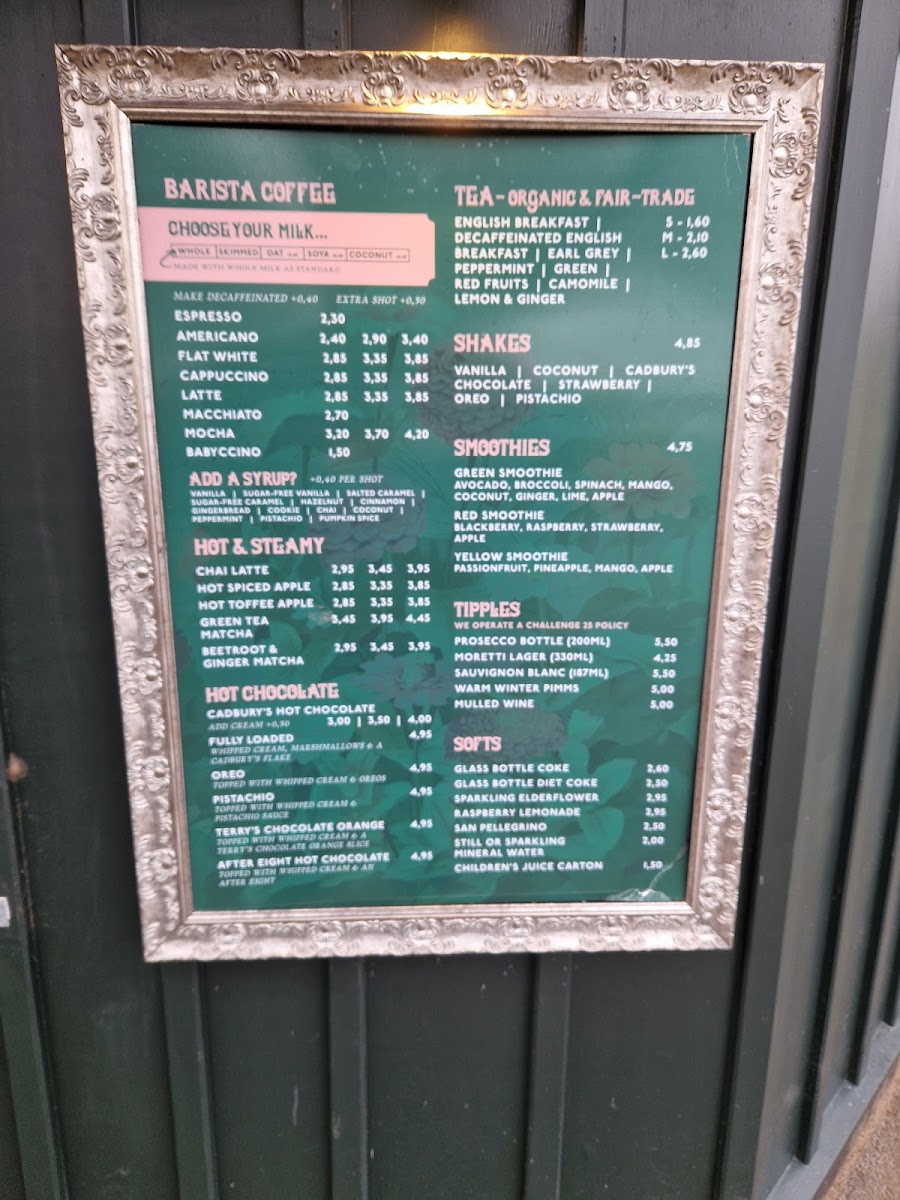 BARISTA COFFEE
CHOOSE YOUR MILK...
WHOLE | SKIMMED | OAT | SOYA | COCONUT
MADE WITH WHOLE MILK AS STANDARD
MAKE DECAFFEINATED +0,40 EXTRA SHOT +0,50
ESPRESSO 2,30
AMERICANO 2,40 2,90 3,40
FLAT WHITE 2,85 3,35 3,85
CAPPUCCINO 2,85 3,35 3,85
LATTE 2,85 3,35 3,85
MACCHIATO 2,70
MOCHA 3,20 3,70 4,20
BABYCCINO 1,50
ADD A SYRUP? +0,40 PER SHOT
VANILLA | SUGAR-FREE VANILLA | SALTED CARAMEL |
SUGAR-FREE CARAMEL | HAZELNUT | CINNAMON |
GINGERBREAD | COOKIE | CHAI | COCONUT |
PEPPERMINT | PISTACHIO | PUMPKIN SPICE
HOT & STEAMY
CHAI LATTE 2,95 3,45 3,95
HOT SPICED APPLE 2,85 3,35 3,85
HOT TOFFEE APPLE 2,85 3,35 3,85
GREEN TEA 3,45 3,95 4,45
MATCHA
BEETROOT & 2,95 3,45 3,95
GINGER MATCHA
HOT CHOCOLATE
CADBURY'S HOT CHOCOLATE
ADD CREAM +0,50 3,00 | 3,50 | 4,00
FULLY LOADED 4,95
WHIPPED CREAM, MARSHMALLOWS & A
CADBURY'S FLAKE
OREO 4,95
TOPPED WITH WHIPPED CREAM & OREOS
PISTACHIO 4,95
TOPPED WITH WHIPPED CREAM &
PISTACHIO SAUCE
TERRY'S CHOCOLATE ORANGE 4,95
TOPPED WITH WHIPPED CREAM & A
TERRY'S CHOCOLATE ORANGE SLICE
AFTER EIGHT HOT CHOCOLATE 4,95
TOPPED WITH WHIPPED CREAM & AN
AFTER EIGHT
TEA - ORGANIC & FAIR-TRADE
ENGLISH BREAKFAST | S - 1,60
DECAFFEINATED ENGLISH M - 2,10
BREAKFAST | EARL GREY | L - 2,60
PEPPERMINT | GREEN |
RED FRUITS | CAMOMILE |
LEMON & GINGER
SHAKES 4,85
VANILLA | COCONUT | CADBURY'S
CHOCOLATE | STRAWBERRY |
OREO | PISTACHIO
SMOOTHIES 4,75
GREEN SMOOTHIE
AVOCADO, BROCCOLI, SPINACH, MANGO,
COCONUT, GINGER, LIME, APPLE
RED SMOOTHIE
BLACKBERRY, RASPBERRY, STRAWBERRY,
APPLE
YELLOW SMOOTHIE
PASSIONFRUIT, PINEAPPLE, MANGO, APPLE
TIPPLES
WE OPERATE A CHALLENGE 25 POLICY
PROSECCO BOTTLE (200ML) 5,50
MORETTI LAGER (330ML) 4,25
SAUVIGNON BLANC (187ML) 5,50
WARM WINTER PIMMS 5,00
MULLED WINE 5,00
SOFTS
GLASS BOTTLE COKE 2,60
GLASS BOTTLE DIET COKE 2,50
SPARKLING ELDERFLOWER 2,95
RASPBERRY LEMONADE 2,95
SAN PELLEGRINO 2,50
STILL OR SPARKLING 2,00
MINERAL WATER
CHILDREN'S JUICE CARTON 1,50